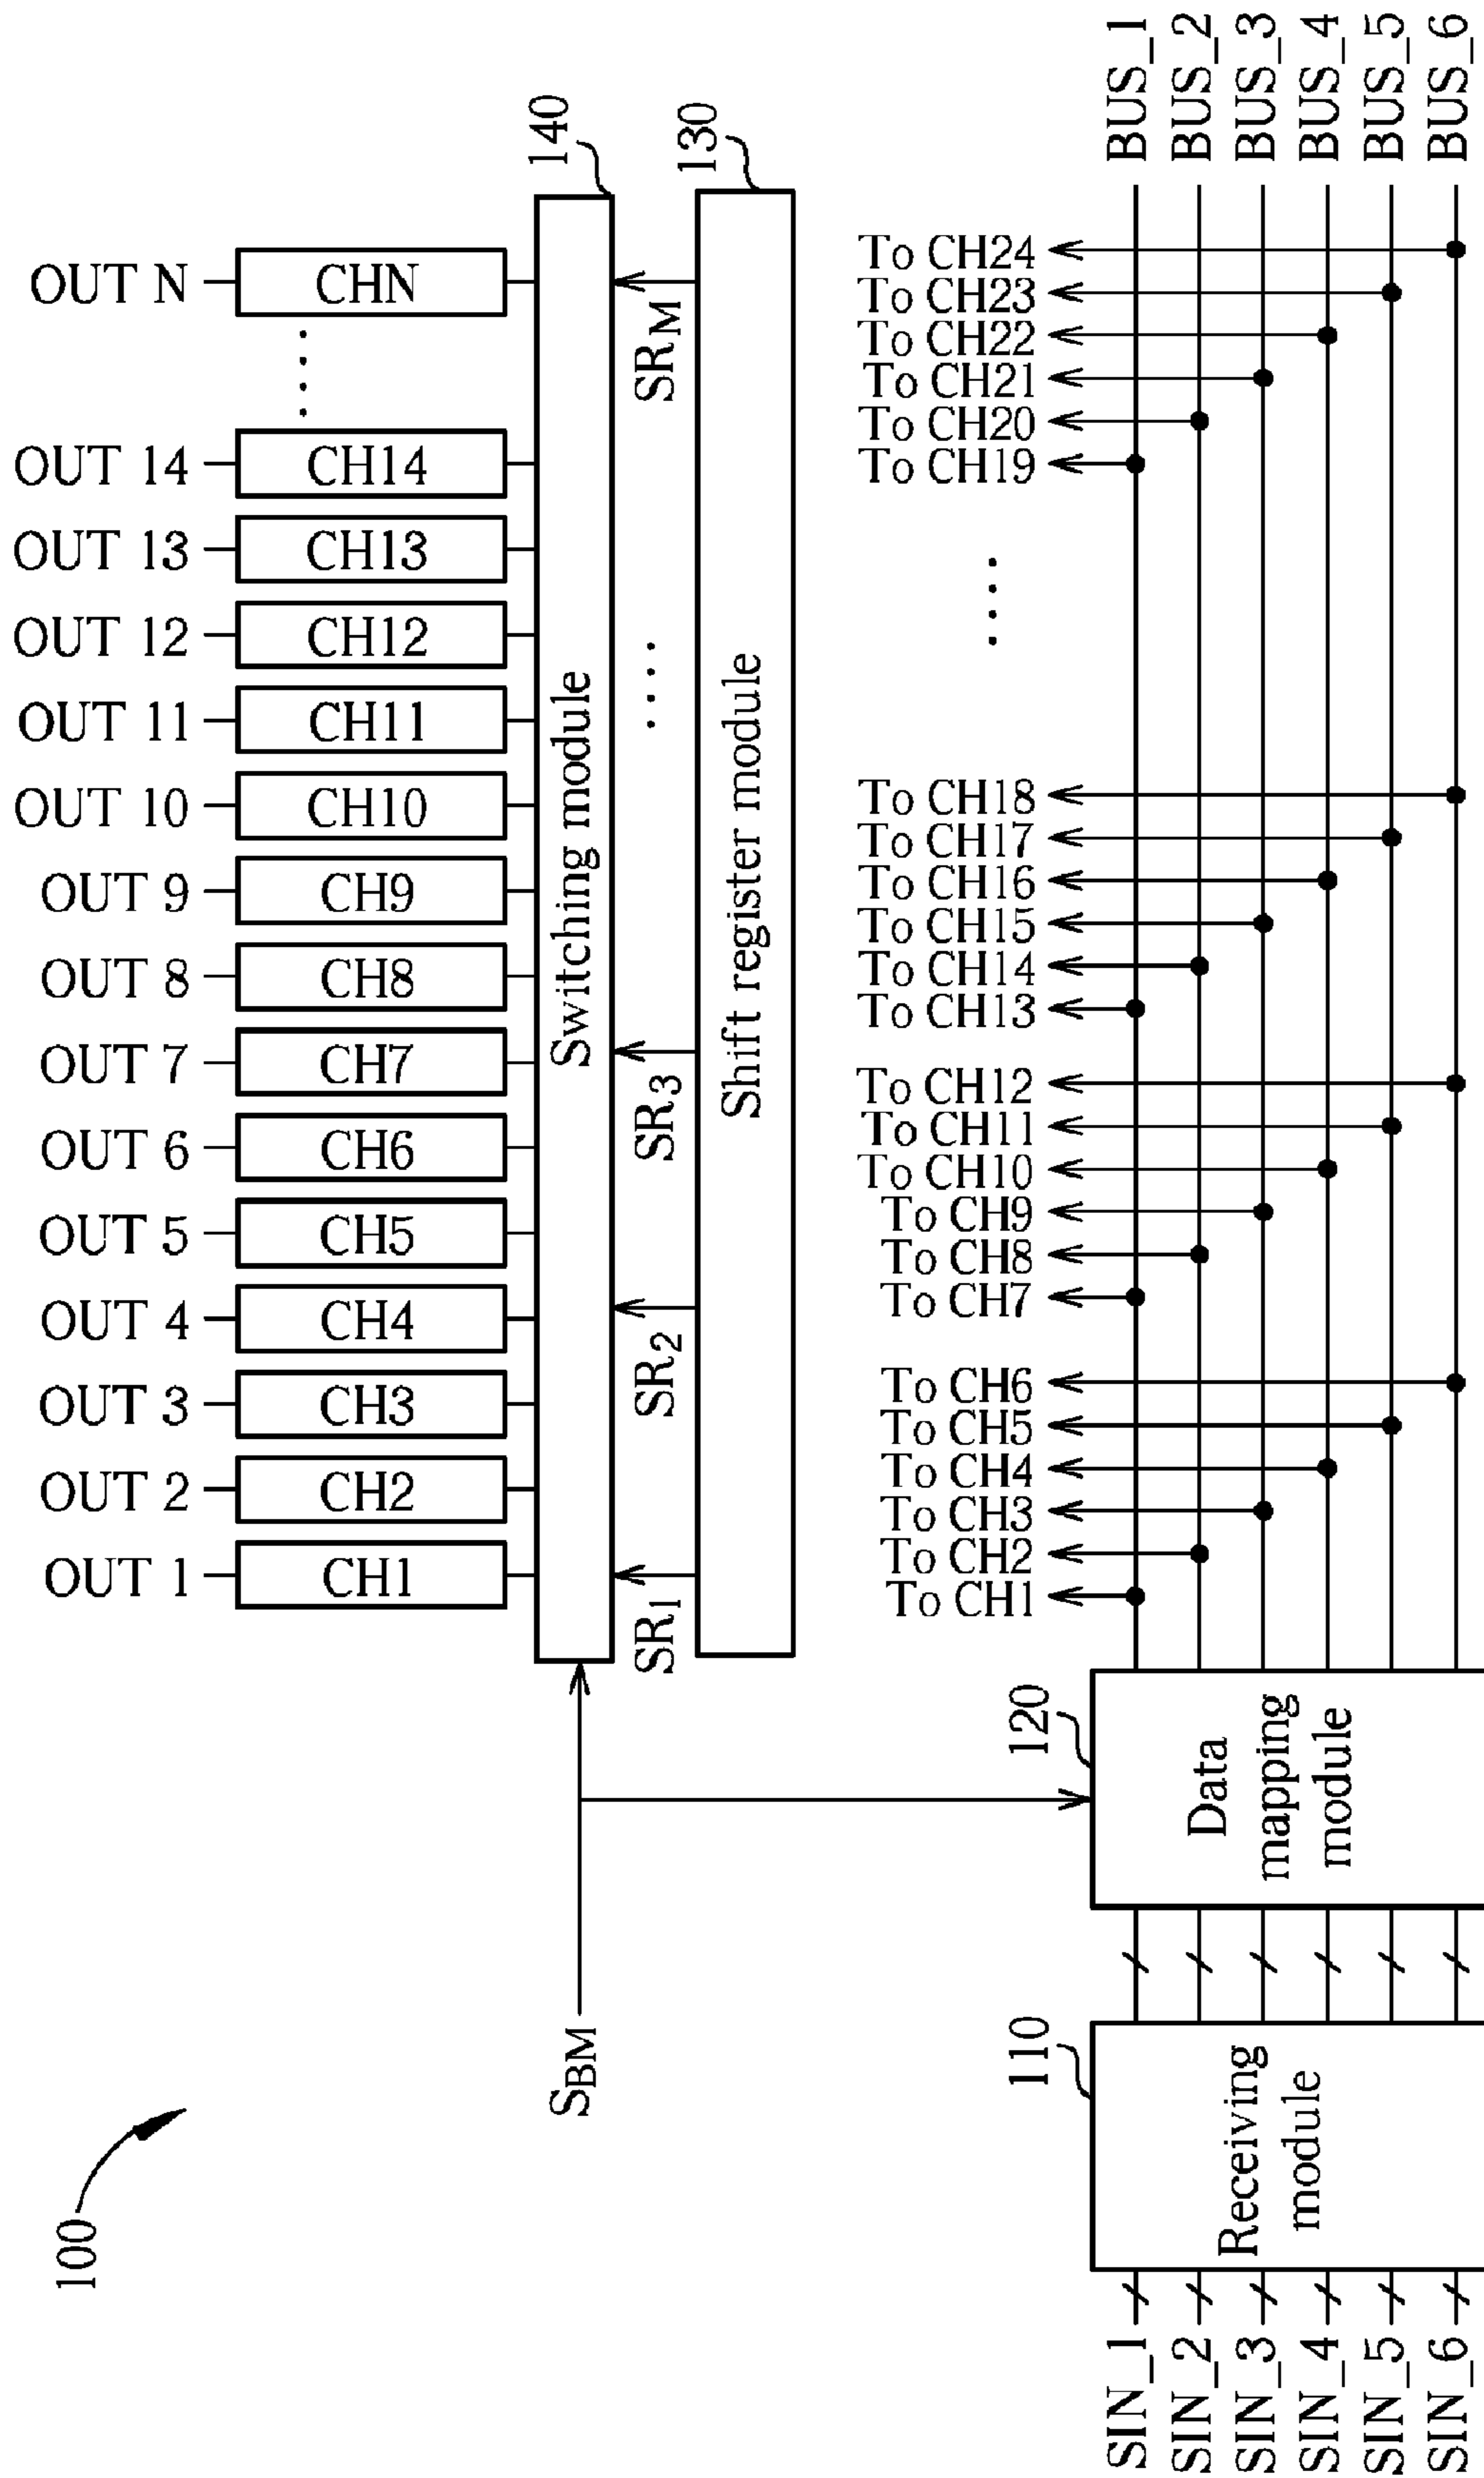 100
OUT 1
OUT 2
OUT 3
OUT 4
OUT 5
OUT 6
OUT 7
OUT 8
OUT 9
OUT 10
OUT 11
OUT 12
OUT 13
OUT 14
OUT N
CH1
CH2
CH3
CH4
CH5
CH6
CH7
CH8
CH9
CH10
CH11
CH12
CH13
CH14
....
CHN
140
Switching module
SBM
SR1
SR2
SR3
....
SRM
130
Shift register module
To CH1
To CH2
To CH3
To CH4
To CH5
To CH6
To CH7
To CH8
To CH9
To CH10
To CH11
To CH12
To CH13
To CH14
To CH15
To CH16
To CH17
To CH18
....
To CH19
To CH20
To CH21
To CH22
To CH23
To CH24
110
120
Receiving
module
Data
mapping
module
SIN_1
SIN_2
SIN_3
SIN_4
SIN_5
SIN_6
BUS_1
BUS_2
BUS_3
BUS_4
BUS_5
BUS_6